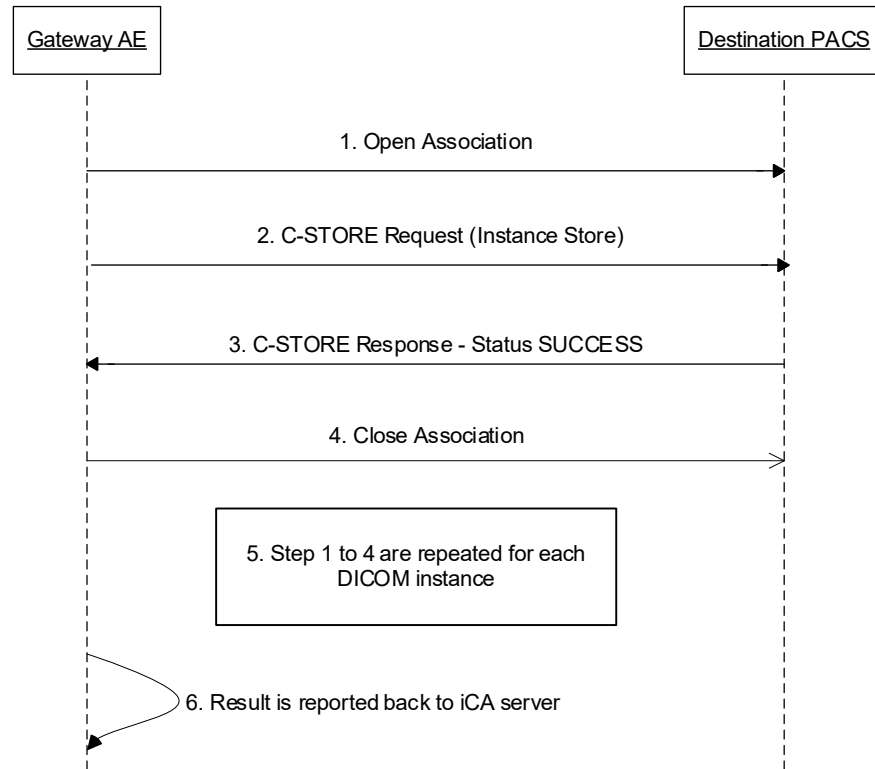 Gateway AE
Destination PACS
1. Open Association
2. C-STORE Request (Instance Store)
3. C-STORE Response - Status SUCCESS
4. Close Association
5. Step 1 to 4 are repeated for each
DICOM instance
6. Result is reported back to iCA server